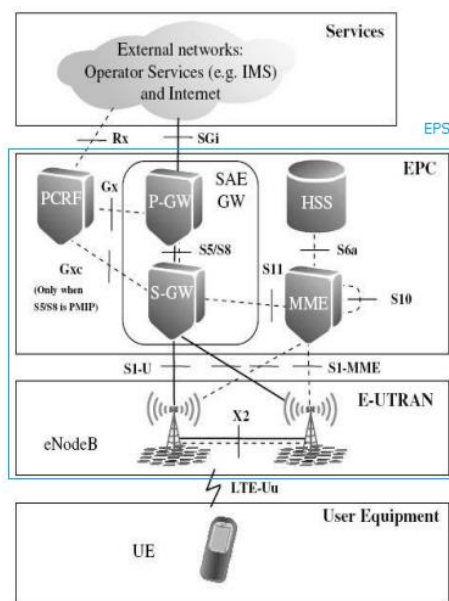 Services
External networks:
Operator Services (e.g. IMS)
and Internet
EPS
Rx
SGi
EPC
SAE
GW
PCRF
Gx
P-GW
HSS
S5/S8
S6a
Gxc
(Only when
S5/S8 is PMIP)
S-GW
S11
MME
S10
S1-U
S1-MME
E-UTRAN
X2
eNodeB
LTE-Uu
User Equipment
UE